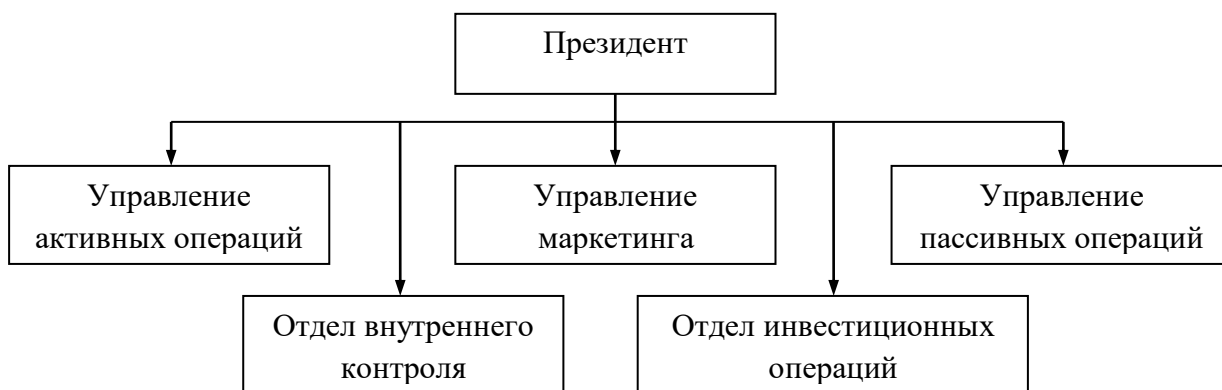 Президент
Управление
активных операций
Управление
маркетинга
Управление
пассивных операций
Отдел внутреннего
контроля
Отдел инвестиционных
операций